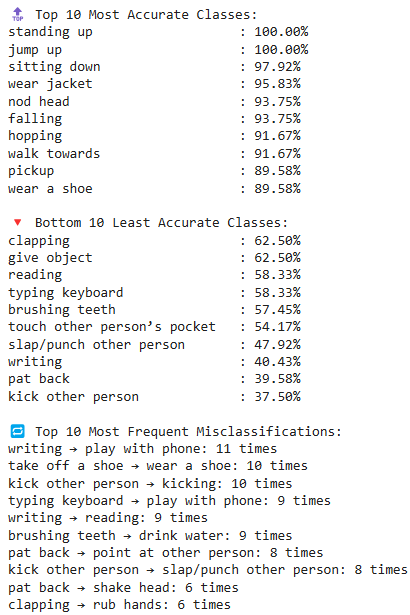 🔝 Top 10 Most Accurate Classes:
standing up : 100.00%
jump up : 100.00%
sitting down : 97.92%
wear jacket : 95.83%
nod head : 93.75%
falling : 93.75%
hopping : 91.67%
walk towards : 91.67%
pickup : 89.58%
wear a shoe : 89.58%
🔻 Bottom 10 Least Accurate Classes:
clapping : 62.50%
give object : 62.50%
reading : 58.33%
typing keyboard : 58.33%
brushing teeth : 57.45%
touch other person’s pocket : 54.17%
slap/punch other person : 47.92%
writing : 40.43%
pat back : 39.58%
kick other person : 37.50%
🔁 Top 10 Most Frequent Misclassifications:
writing → play with phone: 11 times
take off a shoe → wear a shoe: 10 times
kick other person → kicking: 10 times
typing keyboard → play with phone: 9 times
writing → reading: 9 times
brushing teeth → drink water: 9 times
pat back → point at other person: 8 times
kick other person → slap/punch other person: 8 times
pat back → shake head: 6 times
clapping → rub hands: 6 times